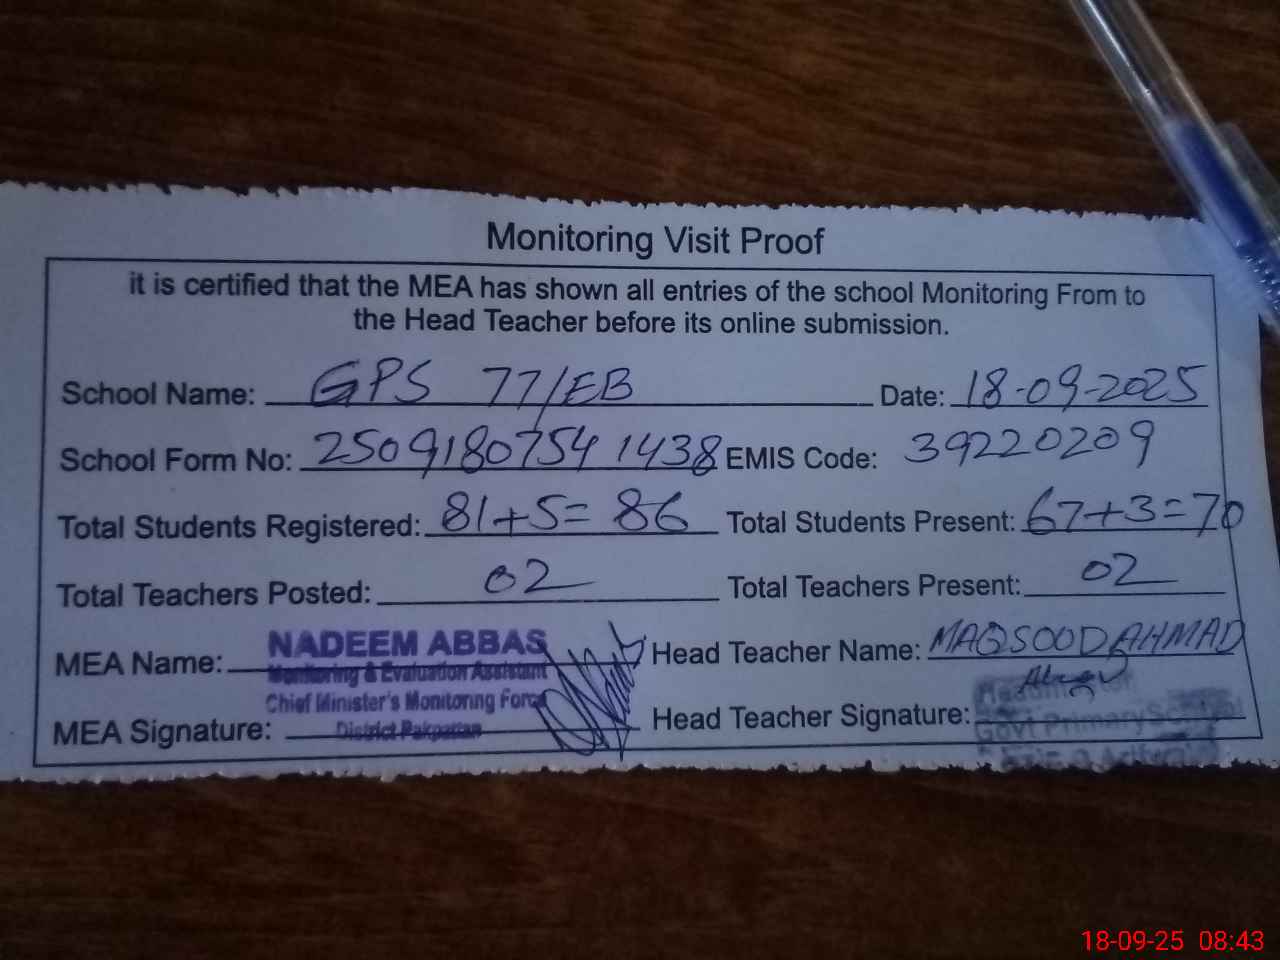 Monitoring Visit Proof
it is certified that the MEA has shown all entries of the school Monitoring From to
the Head Teacher before its online submission.
School Name: GPS 77/EB Date: 18-09-2025
School Form No: 25091807541438 EMIS Code: 39220209
Total Students Registered: 81+5= 86 Total Students Present: 67+3=70
Total Teachers Posted: 02 Total Teachers Present: 02
MEA Name: NADEEM ABBAS Head Teacher Name: MAQSOOD AHMAD
Monitoring & Evaluation Assistant
Chief Minister's Monitoring Force
MEA Signature: District Pakpattan Head Teacher Signature:
Govt Primary School
18-09-25 08:43